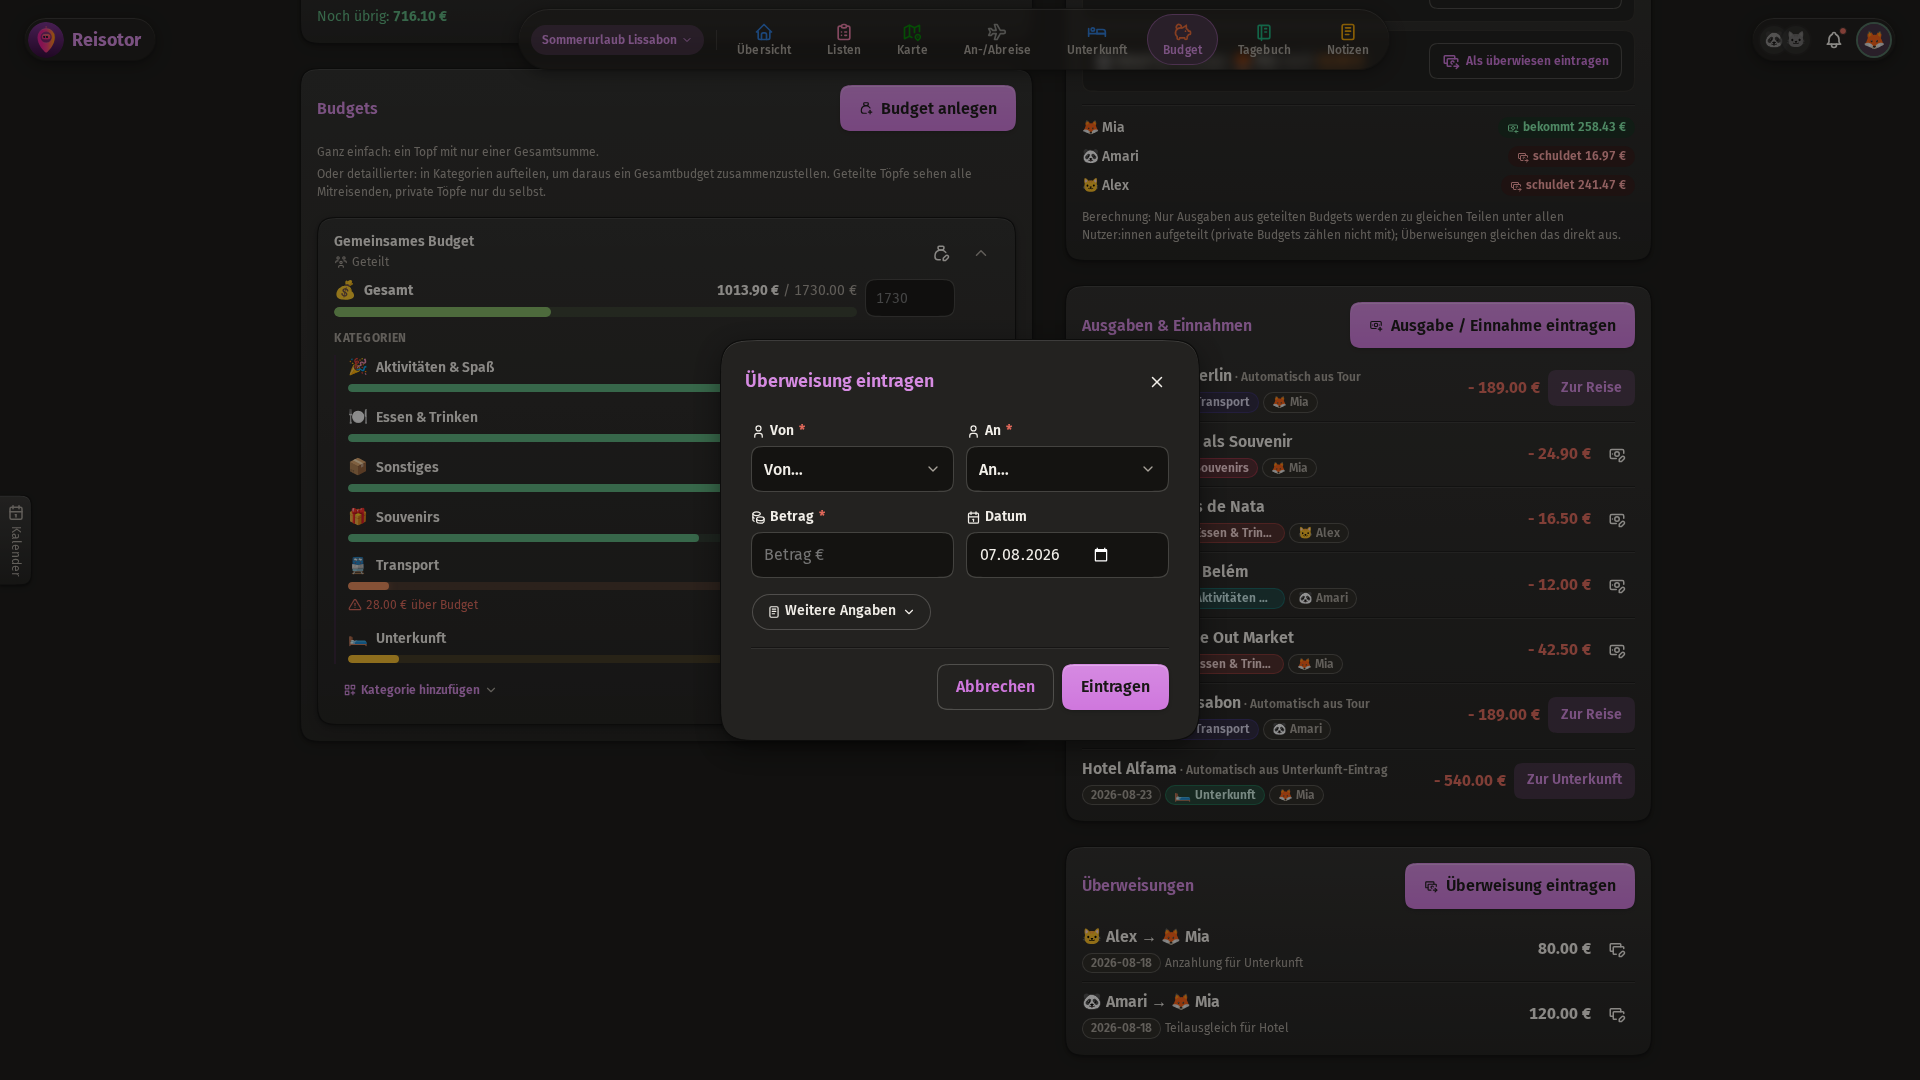 Noch übrig: 716.10 €
Reisotor
Sommerurlaub Lissabon
Übersicht
Listen
Karte
An-/Abreise
Unterkunft
Budget
Tagebuch
Notizen
Kalender
Budgets
Budget anlegen
Ganz einfach: ein Topf mit nur einer Gesamtsumme.
Oder detaillierter: in Kategorien aufteilen, um daraus ein Gesamtbudget zusammenzustellen. Geteilte Töpfe sehen alle
Mitreisenden, private Töpfe nur du selbst.
Gemeinsames Budget
Geteilt
Gesamt
1013.90 € / 1730.00 €
1730
KATEGORIEN
Aktivitäten & Spaß
Essen & Trinken
Sonstiges
Souvenirs
Transport
28.00 € über Budget
Unterkunft
Kategorie hinzufügen
Überweisung eintragen
Von *
An *
Von...
An...
Betrag *
Datum
Betrag €
07.08.2026
Weitere Angaben
Abbrechen
Eintragen
Als überwiesen eintragen
Mia
bekommt 258.43 €
Amari
schuldet 16.97 €
Alex
schuldet 241.47 €
Berechnung: Nur Ausgaben aus geteilten Budgets werden zu gleichen Teilen unter allen
Nutzer:innen aufgeteilt (private Budgets zählen nicht mit); Überweisungen gleichen das direkt aus.
Ausgaben & Einnahmen
Ausgabe / Einnahme eintragen
erlin · Automatisch aus Tour
ransport
Mia
- 189.00 €
Zur Reise
als Souvenir
ouvenirs
Mia
- 24.90 €
s de Nata
ssen & Trin...
Alex
- 16.50 €
Belém
ktivitäten ...
Amari
- 12.00 €
e Out Market
ssen & Trin...
Mia
- 42.50 €
sabon · Automatisch aus Tour
Transport
Amari
- 189.00 €
Zur Reise
Hotel Alfama · Automatisch aus Unterkunft-Eintrag
2026-08-23
Unterkunft
Mia
- 540.00 €
Zur Unterkunft
Überweisungen
Überweisung eintragen
Alex → Mia
2026-08-18 Anzahlung für Unterkunft
80.00 €
Amari → Mia
2026-08-18 Teilausgleich für Hotel
120.00 €